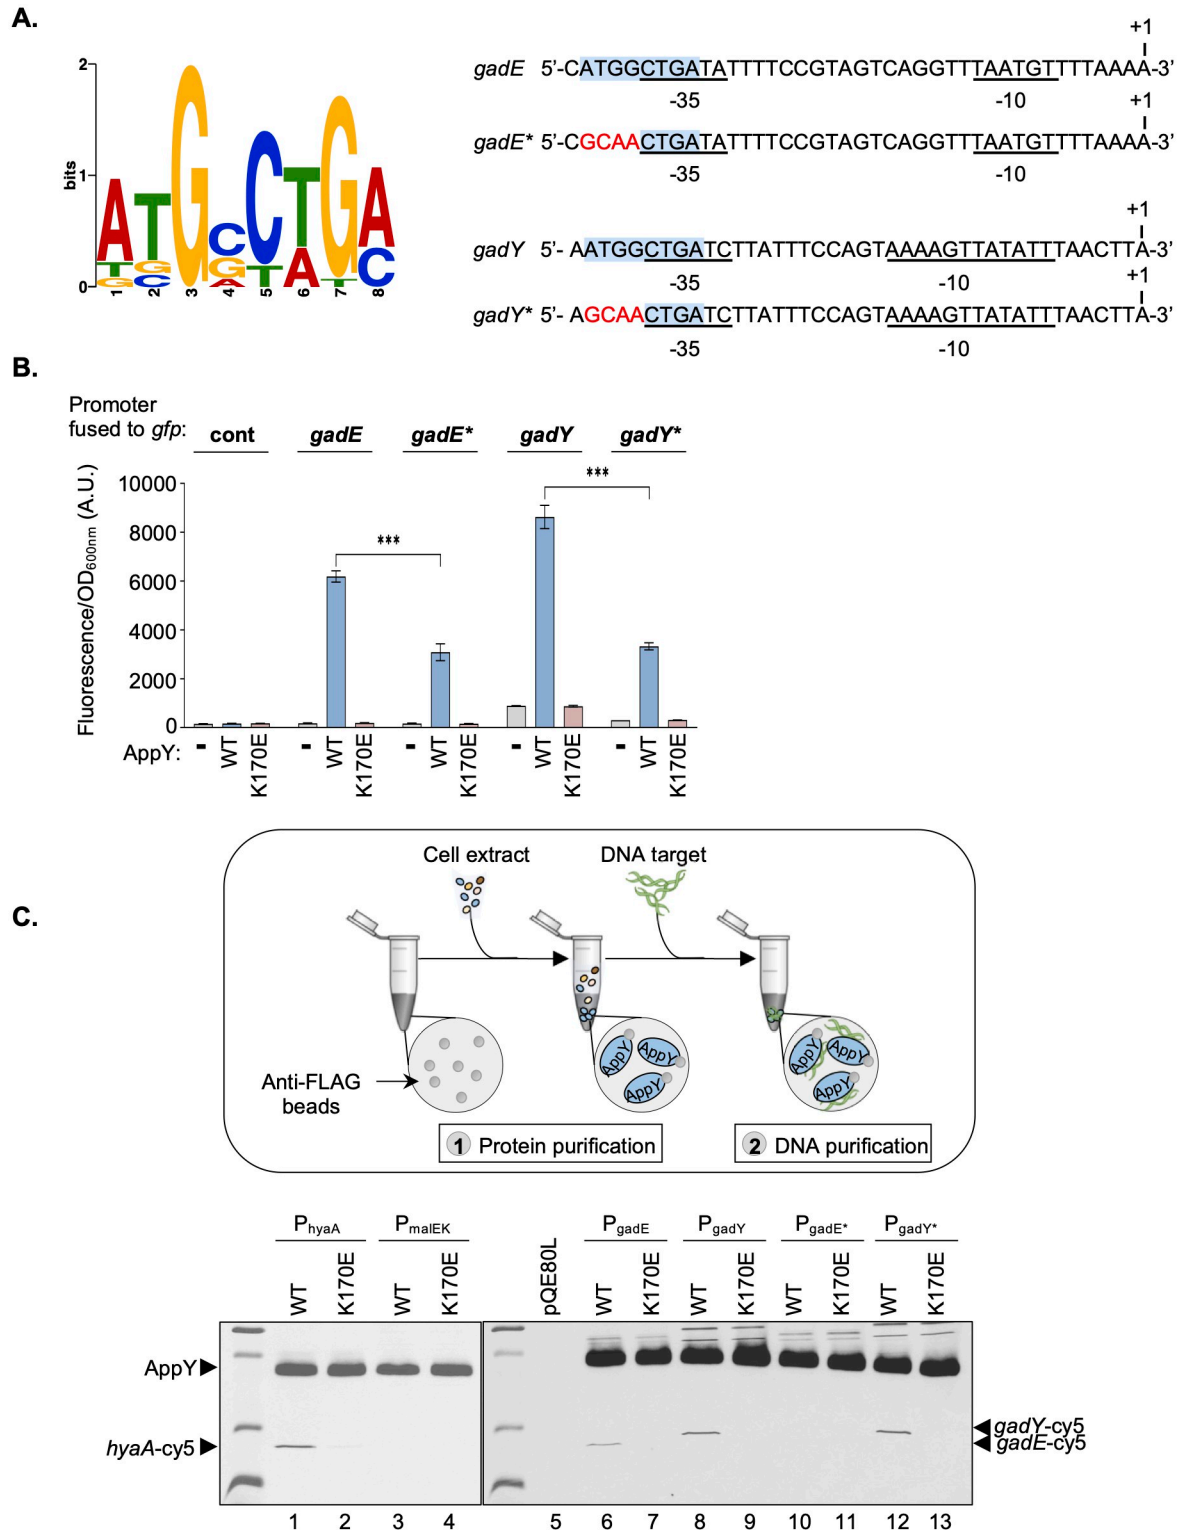 A.
2
1
0
bits
A T G C C T G A
T G G T A T C
G C A
1 2 3 4 5 6 7 8
+1
gadE 5'-CATGGCTGATATTTTCCGTAGTCAGGTTTAATGTTTTAAAA-3'
-35 -10
+1
gadE* 5'-CGCAACTGATATTTTCCGTAGTCAGGTTTAATGTTTTAAAA-3'
-35 -10
+1
gadY 5'- AATGGCTGATCTTATTTCCAGTAAAAGTTATATTTAACTTA-3'
-35 -10
+1
gadY* 5'- AGCAACTGATCTTATTTCCAGTAAAAGTTATATTTAACTTA-3'
-35 -10
B.
Promoter
fused to gfp: cont gadE gadE* gadY gadY*
Fluorescence/OD600nm (A.U.)
10000
8000
6000
4000
2000
0
*** ***
AppY: - WT K170E - WT K170E - WT K170E - WT K170E - WT K170E
C.
Cell extract DNA target
Anti-FLAG
beads
AppY AppY AppY
AppY AppY AppY
1 Protein purification 2 DNA purification
PhyaA PmalEK PgadE PgadY PgadE* PgadY*
WT K170E WT K170E pQE80L WT K170E WT K170E WT K170E WT K170E
AppY
hyaA-cy5
gadY-cy5
gadE-cy5
1 2 3 4 5 6 7 8 9 10 11 12 13